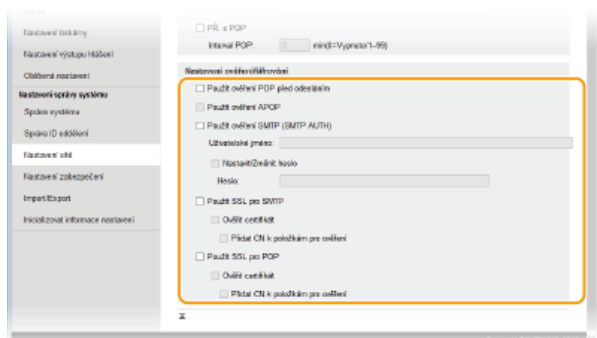 Nastavení tiskárny
Nastavení výstupu hlášení
Oblíbená nastavení
Nastavení správy systému
Správa systému
Správa ID oddělení
Nastavení sítě
Nastavení zabezpečení
Import/Export
Inicializovat informace nastavení
PŘ. a POP
Interval POP: 0 min(0=Vypnuto/1-99)
Nastavení ověření/šifrování
Použít ověření POP před odesláním
Použít ověření APOP
Použít ověření SMTP (SMTP AUTH)
Uživatelské jméno:
Nastavit/Změnit heslo
Heslo:
Použít SSL pro SMTP
Ověřit certifikát
Přidat CN k položkám pro ověření
Použít SSL pro POP
Ověřit certifikát
Přidat CN k položkám pro ověření